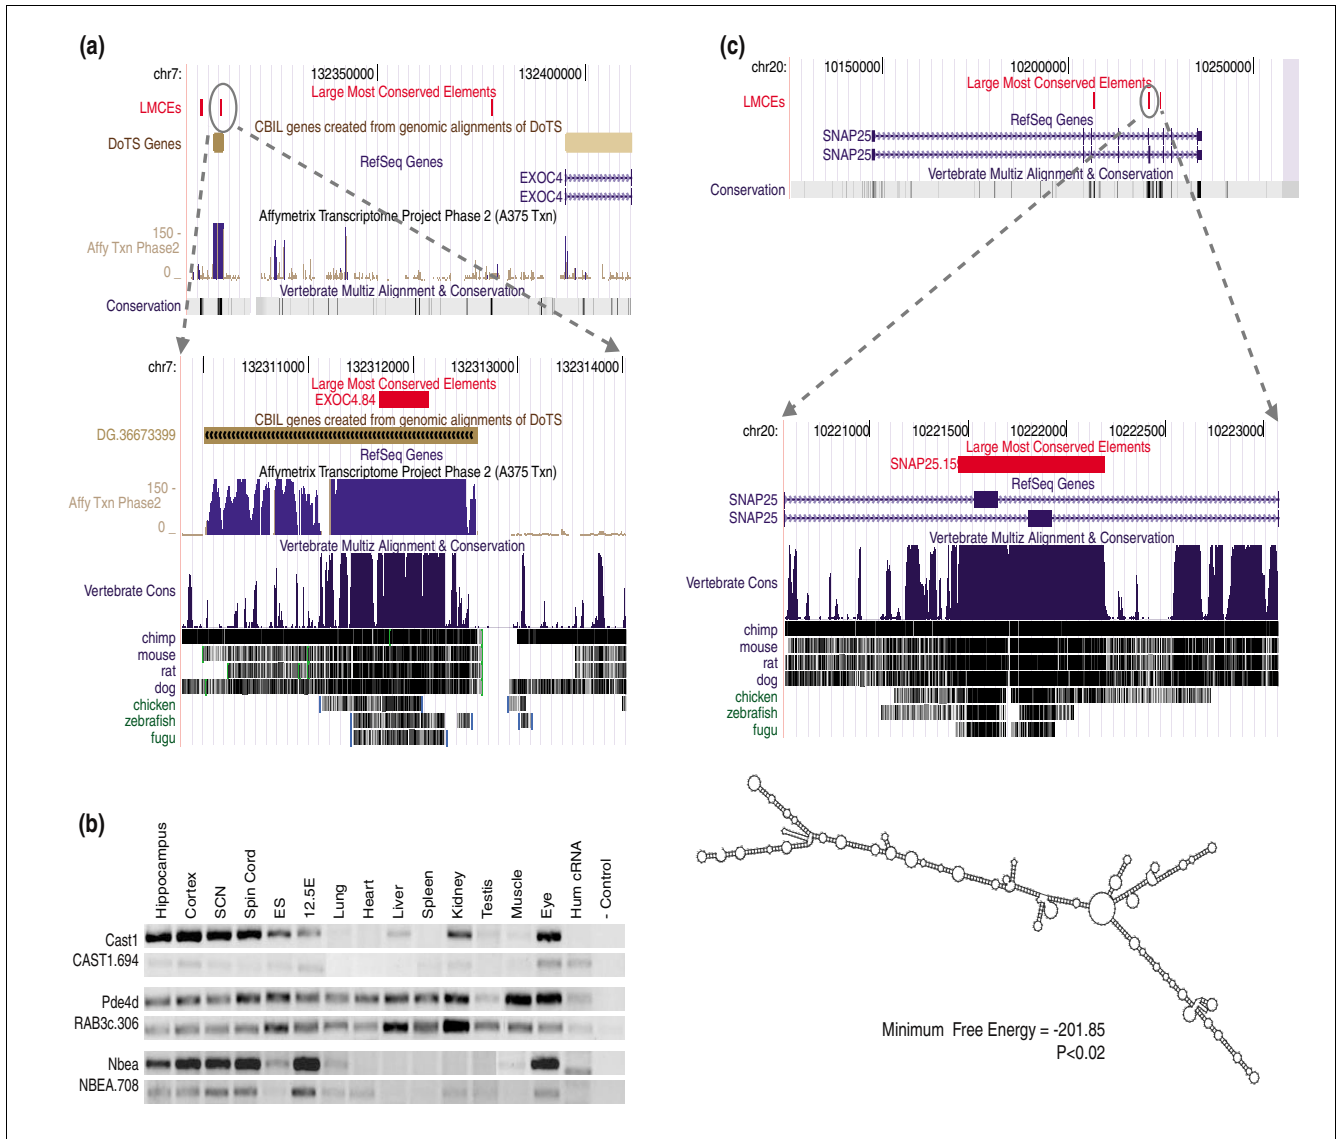 (a)
chr7:
132350000
132400000
Large Most Conserved Elements
LMCEs
CBIL genes created from genomic alignments of DoTS
DoTS Genes
RefSeq Genes
EXOC4
EXOC4
Affymetrix Transcriptome Project Phase 2 (A375 Txn)
150 -
Affy Txn Phase2
0 _
Vertebrate Multiz Alignment & Conservation
Conservation
chr7:
132311000
132312000
132313000
132314000
Large Most Conserved Elements
EXOC4.84
CBIL genes created from genomic alignments of DoTS
DG.36673399
RefSeq Genes
Affymetrix Transcriptome Project Phase 2 (A375 Txn)
150 -
Affy Txn Phase2
0 _
Vertebrate Multiz Alignment & Conservation
Vertebrate Cons
chimp
mouse
rat
dog
chicken
zebrafish
fugu
(b)
Hippocampus
Cortex
SCN
Spin Cord
ES
12.5E
Lung
Heart
Liver
Spleen
Kidney
Testis
Muscle
Eye
Hum cRNA
- Control
Cast1
CAST1.694
Pde4d
RAB3c.306
Nbea
NBEA.708
(c)
chr20:
10150000
10200000
10250000
Large Most Conserved Elements
LMCEs
RefSeq Genes
SNAP25
SNAP25
Vertebrate Multiz Alignment & Conservation
Conservation
chr20:
10221000
10221500
10222000
10222500
10223000
Large Most Conserved Elements
SNAP25.159
RefSeq Genes
SNAP25
SNAP25
Vertebrate Multiz Alignment & Conservation
Vertebrate Cons
chimp
mouse
rat
dog
chicken
zebrafish
fugu
Minimum Free Energy = -201.85
P<0.02